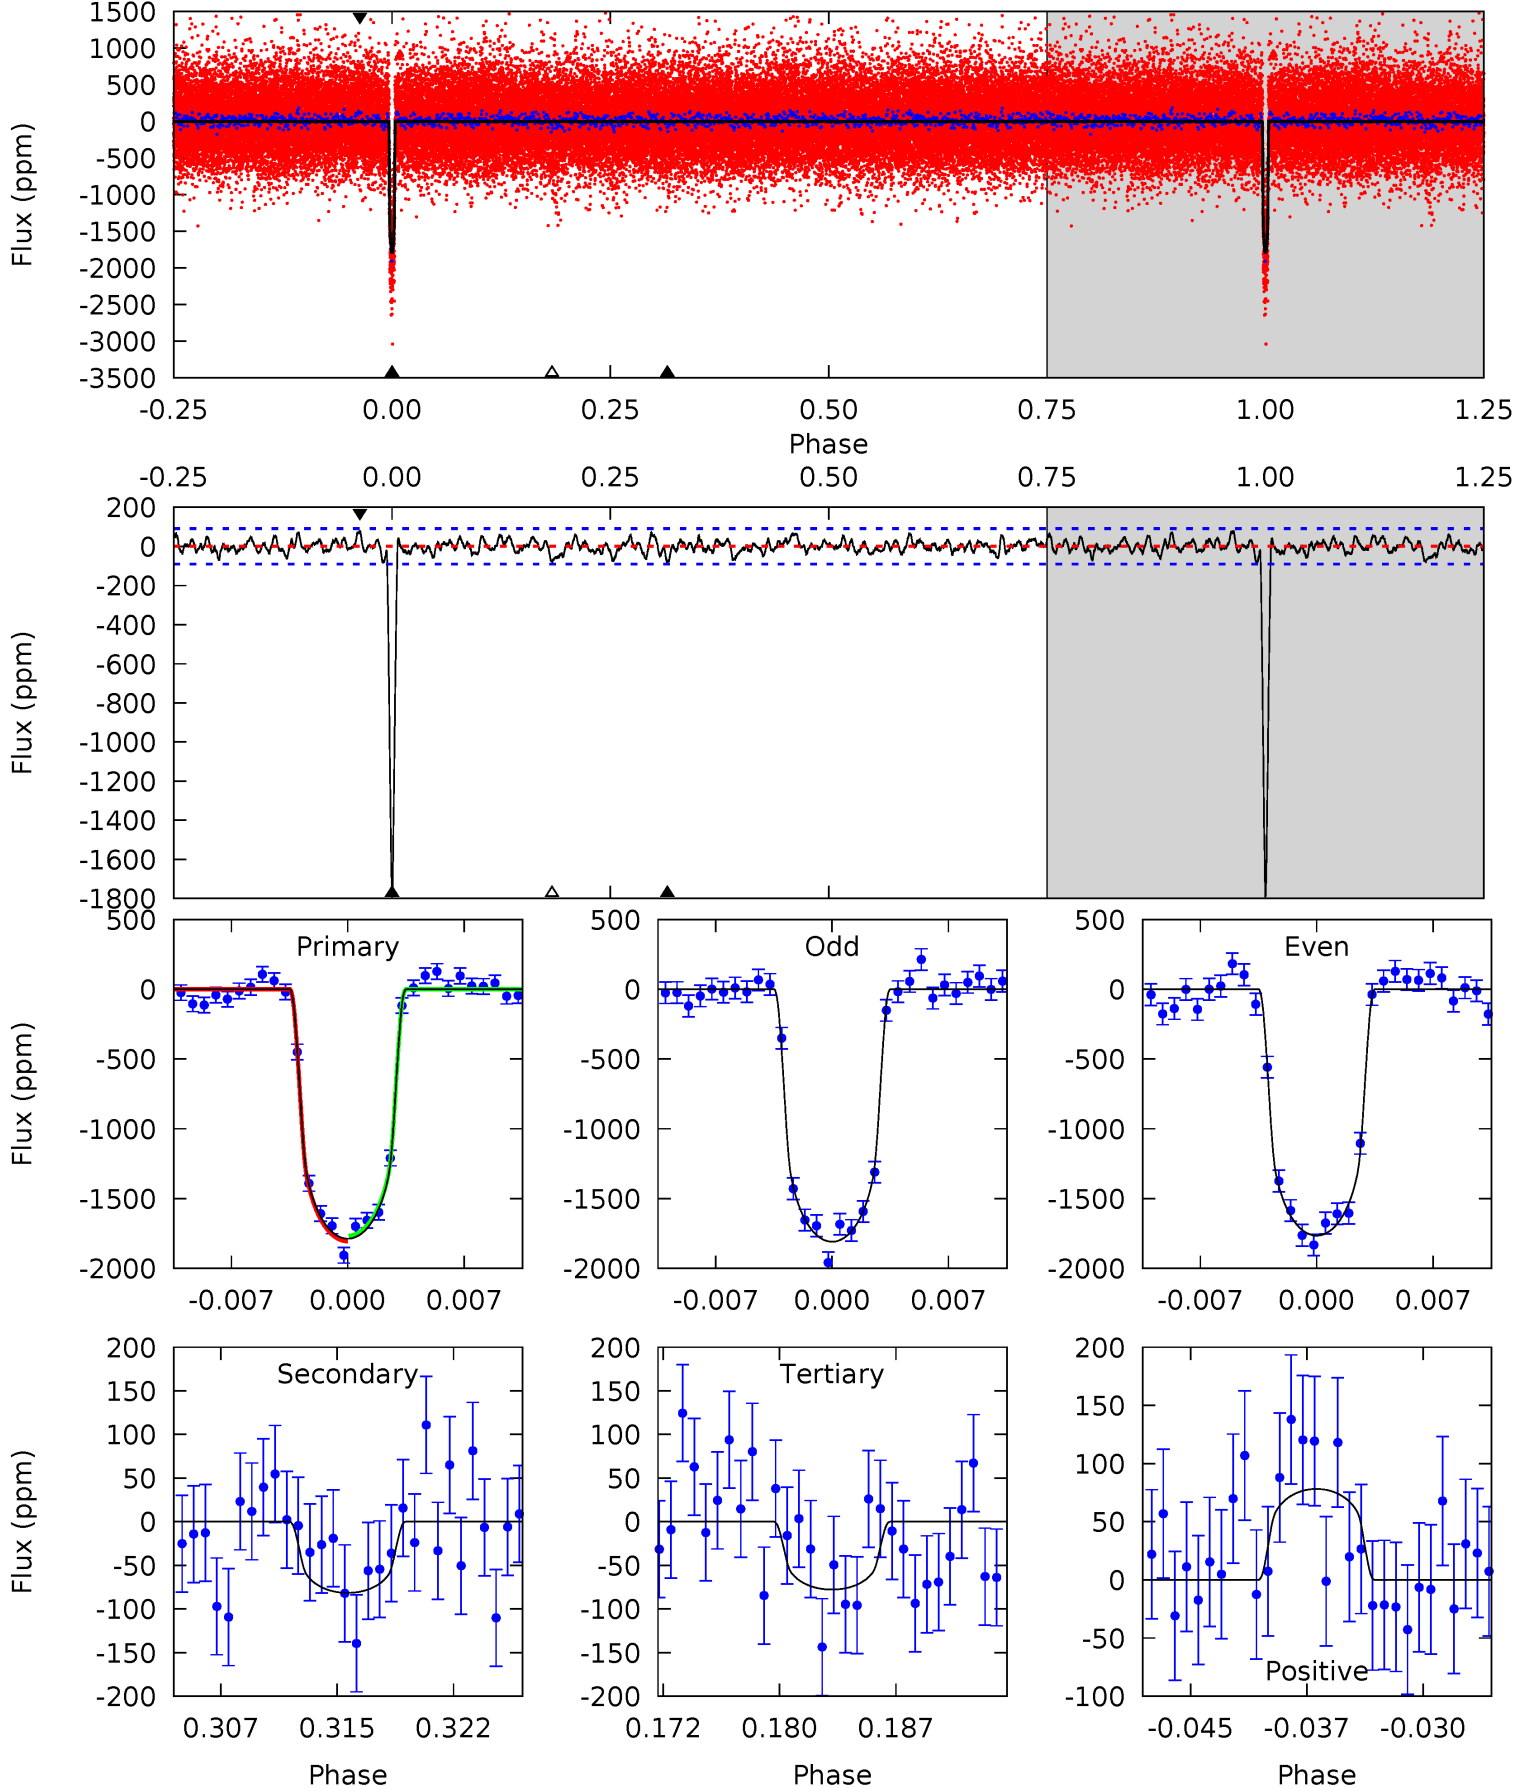 1500
1000
500
0
-500
-1000
-1500
-2000
-2500
-3000
-3500
Flux (ppm)
-0.25 0.00 0.25 0.50 0.75 1.00 1.25
Phase
-0.25 0.00 0.25 0.50 0.75 1.00 1.25
200
0
-200
-400
-600
-800
-1000
-1200
-1400
-1600
-1800
Flux (ppm)
Primary Odd Even
500 500 500
0 0 0
-500 -500 -500
-1000 -1000 -1000
-1500 -1500 -1500
-2000 -2000 -2000
Flux (ppm)
-0.007 0.000 0.007 -0.007 0.000 0.007 -0.007 0.000 0.007
Secondary Tertiary Positive
200 200 200
150 150 150
100 100 100
50 50 50
0 0 0
-50 -50 -50
-100 -100 -100
-150 -150
-200 -200
Flux (ppm)
0.307 0.315 0.322 0.172 0.180 0.187 -0.045 -0.037 -0.030
Phase Phase Phase